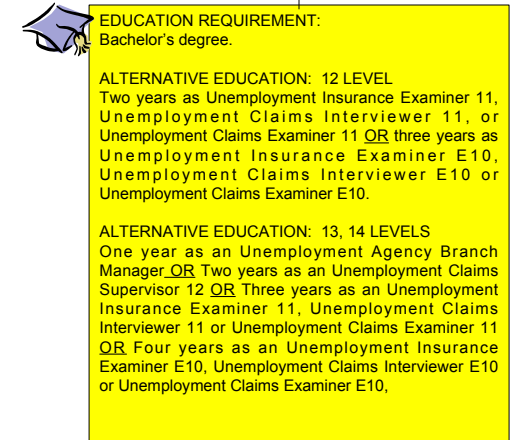 EDUCATION REQUIREMENT:
Bachelor's degree.
ALTERNATIVE EDUCATION: 12 LEVEL
Two years as Unemployment Insurance Examiner 11,
Unemployment Claims Interviewer 11, or
Unemployment Claims Examiner 11 OR three years as
Unemployment Insurance Examiner E10,
Unemployment Claims Interviewer E10 or
Unemployment Claims Examiner E10.
ALTERNATIVE EDUCATION: 13, 14 LEVELS
One year as an Unemployment Agency Branch
Manager OR Two years as an Unemployment Claims
Supervisor 12 OR Three years as an Unemployment
Insurance Examiner 11, Unemployment Claims
Interviewer 11 or Unemployment Claims Examiner 11
OR Four years as an Unemployment Insurance
Examiner E10, Unemployment Claims Interviewer E10
or Unemployment Claims Examiner E10,